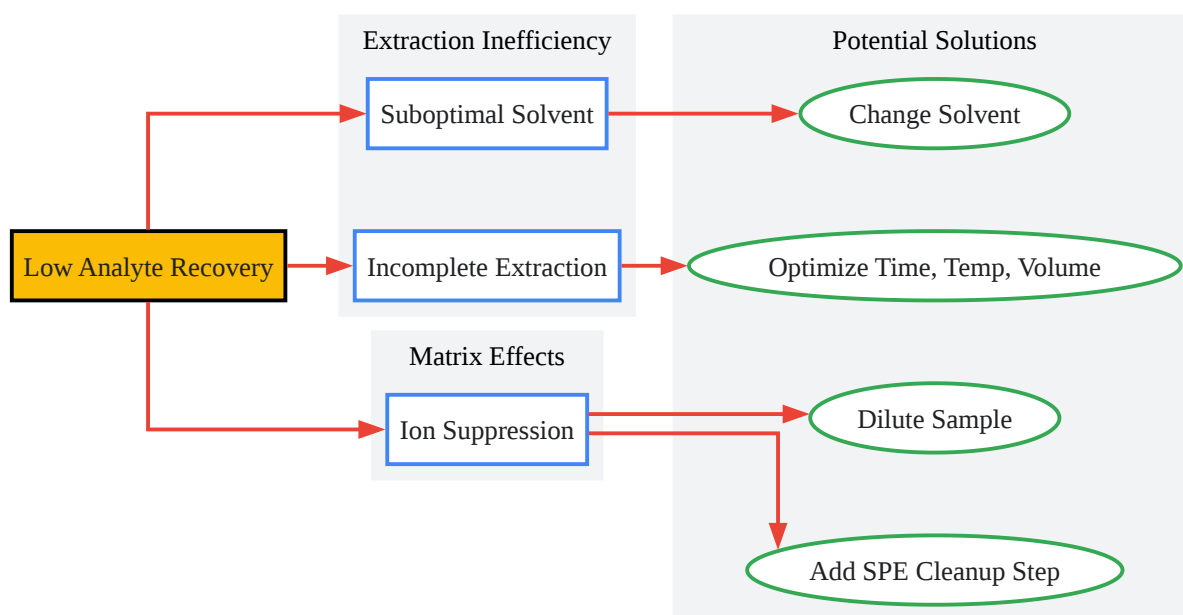 Extraction Inefficiency
Potential Solutions
Suboptimal Solvent
Change Solvent
Low Analyte Recovery
Incomplete Extraction
Optimize Time, Temp, Volume
Matrix Effects
Ion Suppression
Dilute Sample
Add SPE Cleanup Step